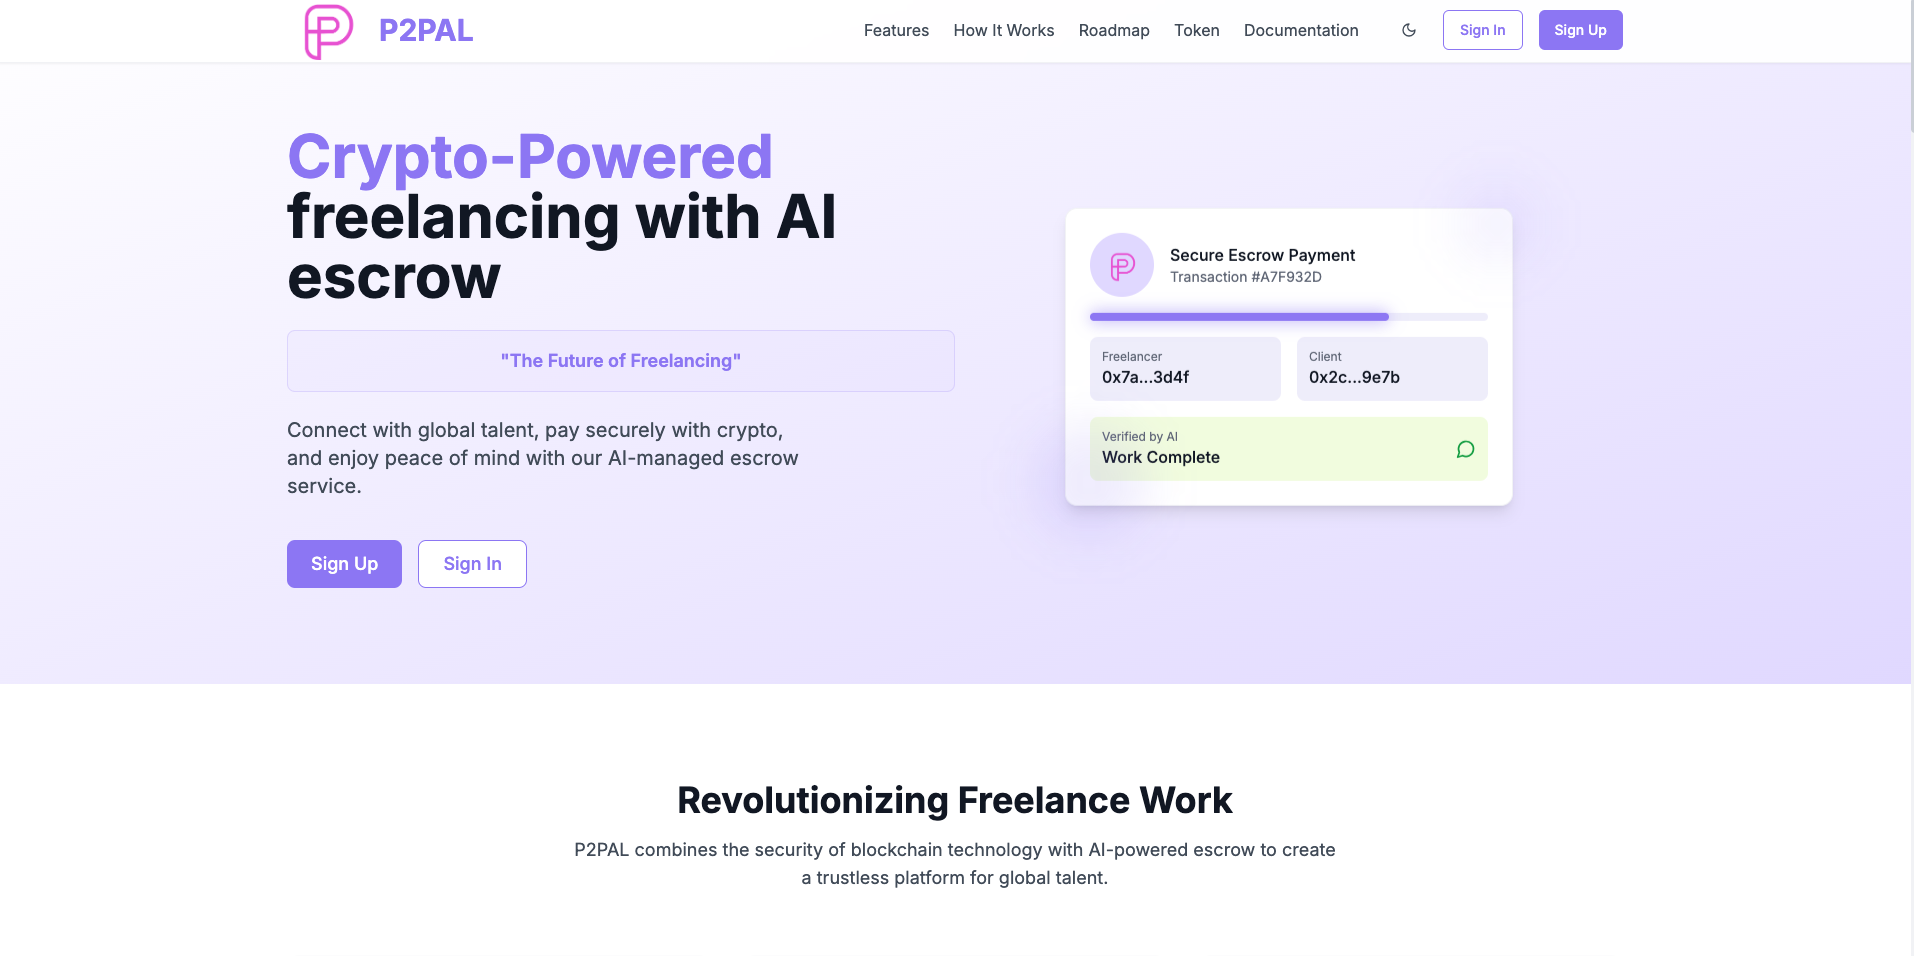 P2PAL
Features
How It Works
Roadmap
Token
Documentation
Sign In
Sign Up
Crypto-Powered
freelancing with AI
escrow
"The Future of Freelancing"
Connect with global talent, pay securely with crypto,
and enjoy peace of mind with our AI-managed escrow
service.
Sign Up
Sign In
Secure Escrow Payment
Transaction #A7F932D
Freelancer
0x7a...3d4f
Client
0x2c...9e7b
Verified by AI
Work Complete
Revolutionizing Freelance Work
P2PAL combines the security of blockchain technology with AI-powered escrow to create
a trustless platform for global talent.